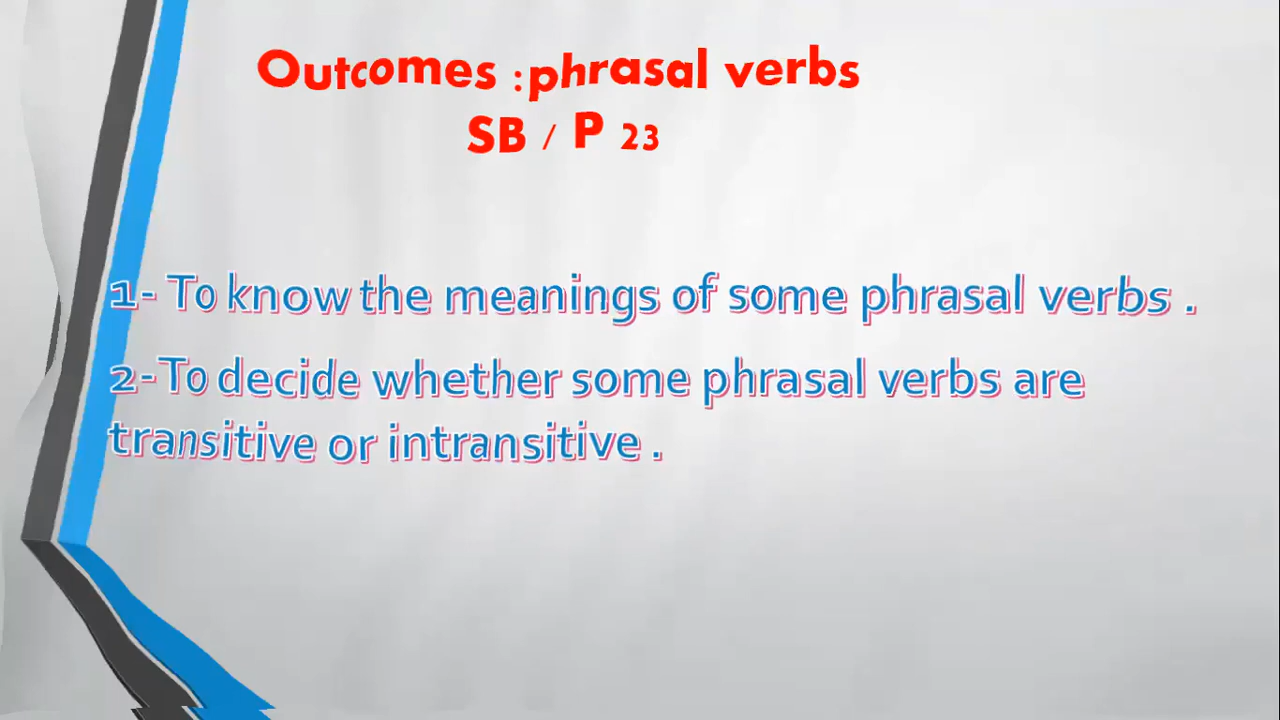 Outcomes :phrasal verbs
SB / P 23
1- To know the meanings of some phrasal verbs .
2-To decide whether some phrasal verbs are
transitive or intransitive .